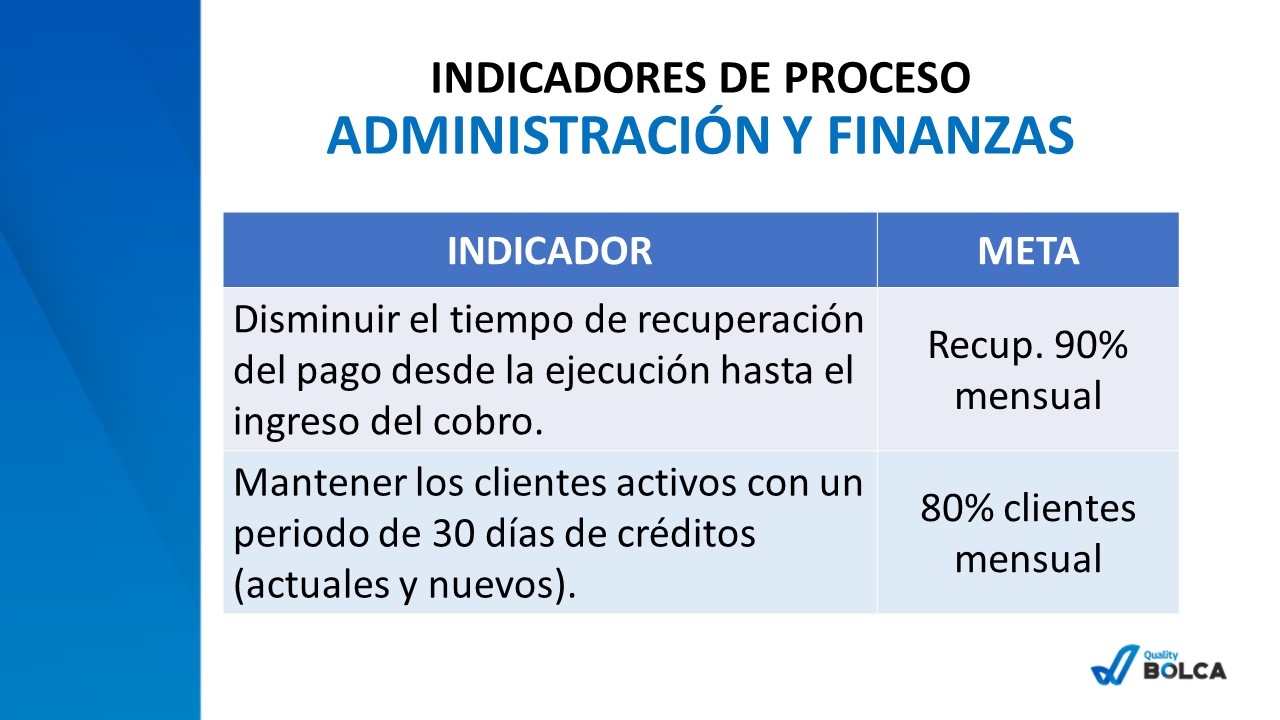 INDICADORES DE PROCESO
ADMINISTRACIÓN Y FINANZAS
INDICADOR
META
Disminuir el tiempo de recuperación
del pago desde la ejecución hasta el
ingreso del cobro.
Recup. 90%
mensual
Mantener los clientes activos con un
periodo de 30 días de créditos
(actuales y nuevos).
80% clientes
mensual
Quality
BOLCA